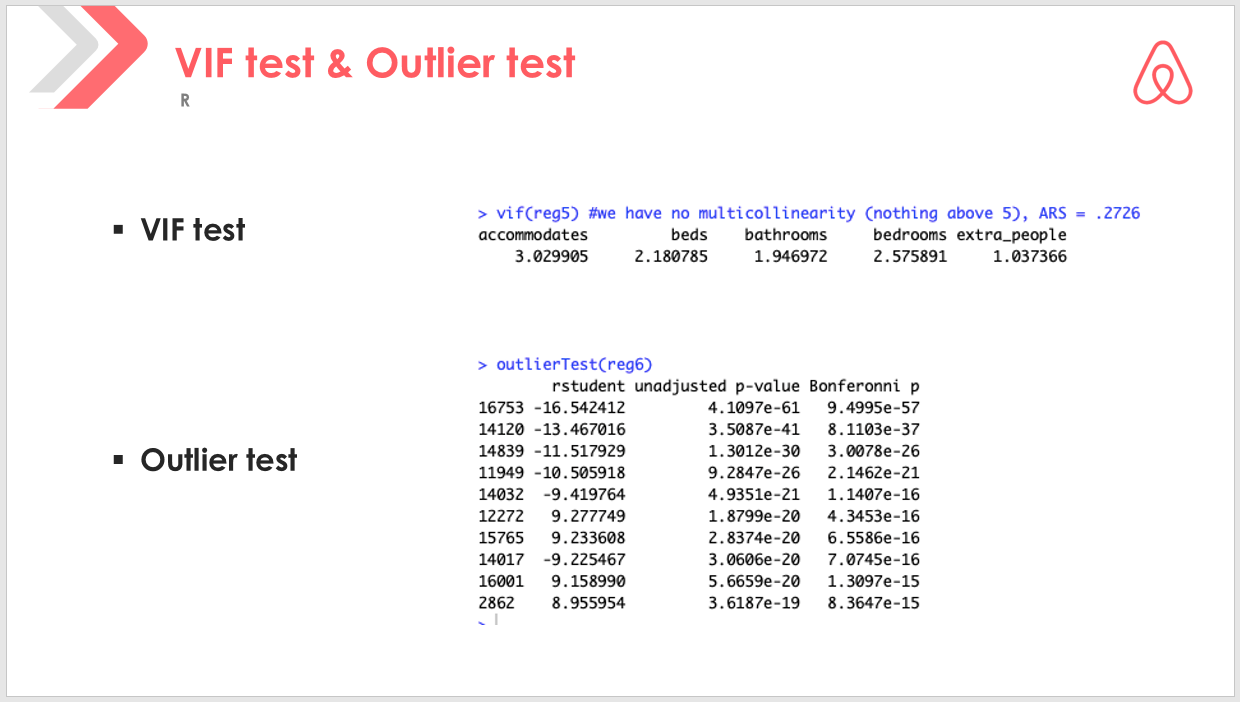 VIF test & Outlier test
R
▪ VIF test
> vif(reg5) #we have no multicollinearity (nothing above 5), ARS = .2726
accommodates beds bathrooms bedrooms extra_people
3.029905 2.180785 1.946972 2.575891 1.037366
▪ Outlier test
> outlierTest(reg6)
rstudent unadjusted p-value Bonferonni p
16753 -16.542412 4.1097e-61 9.4995e-57
14120 -13.467016 3.5087e-41 8.1103e-37
14839 -11.517929 1.3012e-30 3.0078e-26
11949 -10.505918 9.2847e-26 2.1462e-21
14032 -9.419764 4.9351e-21 1.1407e-16
12272 9.277749 1.8799e-20 4.3453e-16
15765 9.233608 2.8374e-20 6.5586e-16
14017 -9.225467 3.0606e-20 7.0745e-16
16001 9.158990 5.6659e-20 1.3097e-15
2862 8.955954 3.6187e-19 8.3647e-15
>